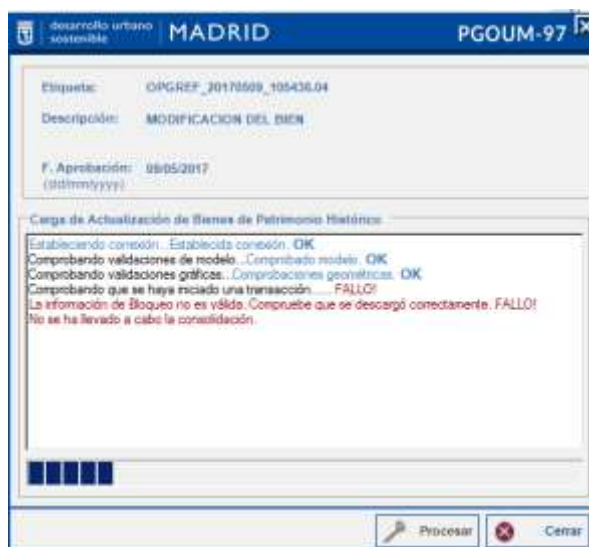 desarrollo urbano
sostenible
MADRID
PGOUM-97
Etiqueta: OPGREF_20170509_105436.04
Descripción: MODIFICACION DEL BIEN
F. Aprobación: 09/05/2017
(dd/mm/yyyy)
Carga de Actualización de Bienes de Patrimonio Histórico
Estableciendo conexión...Establecida conexión. OK
Comprobando validaciones de modelo...Comprobado modelo. OK
Comprobando validaciones gráficas...Comprobaciones geométricas. OK
Comprobando que se haya iniciado una transacción...... FALLO!
La información de Bloqueo no es válida. Compruebe que se descargó correctamente. FALLO!
No se ha llevado a cabo la consolidación.
Procesar
Cerrar